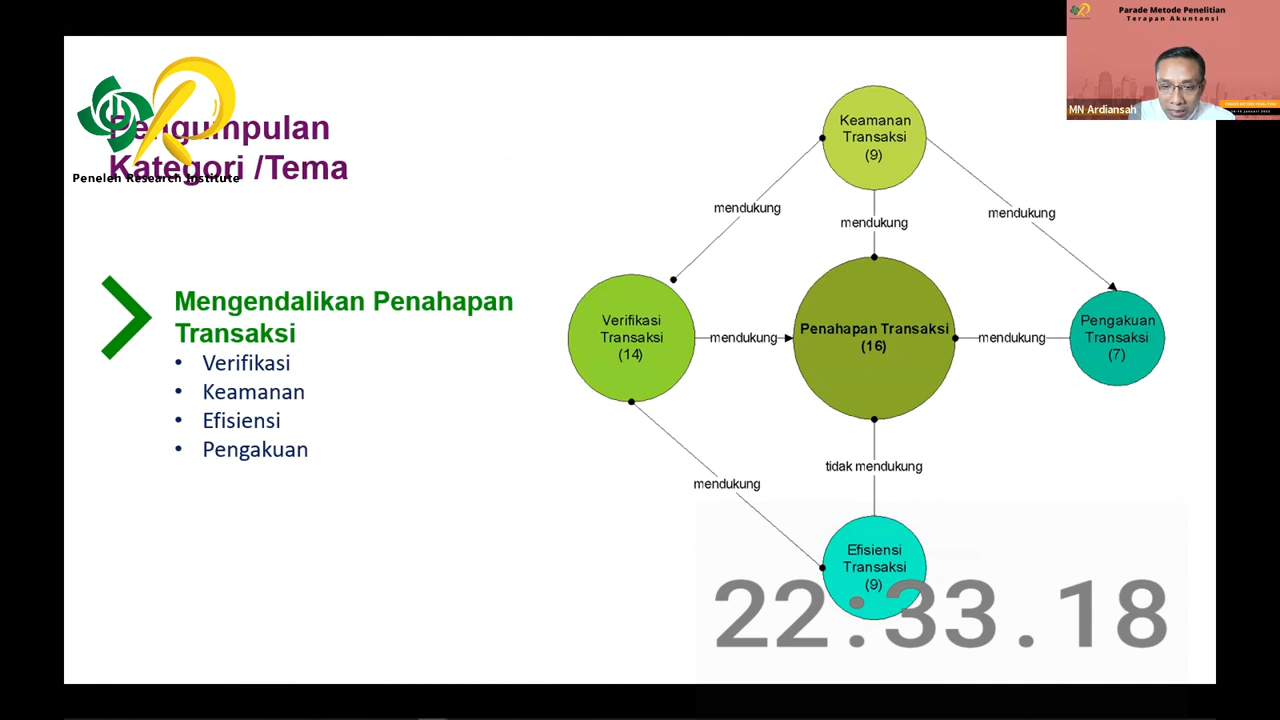 Pengumpulan
Kategori /Tema
Peneleh Research Institute
Mengendalikan Penahapan
Transaksi
• Verifikasi
• Keamanan
• Efisiensi
• Pengakuan
Keamanan
Transaksi
(9)
mendukung
mendukung
mendukung
Verifikasi
Transaksi
(14)
mendukung
Penahapan Transaksi
(16)
mendukung
Pengakuan
Transaksi
(7)
mendukung
tidak mendukung
Efisiensi
Transaksi
(9)
22:33.18
Parade Metode Penelitian
Terapan Akuntansi
MN Ardiansah